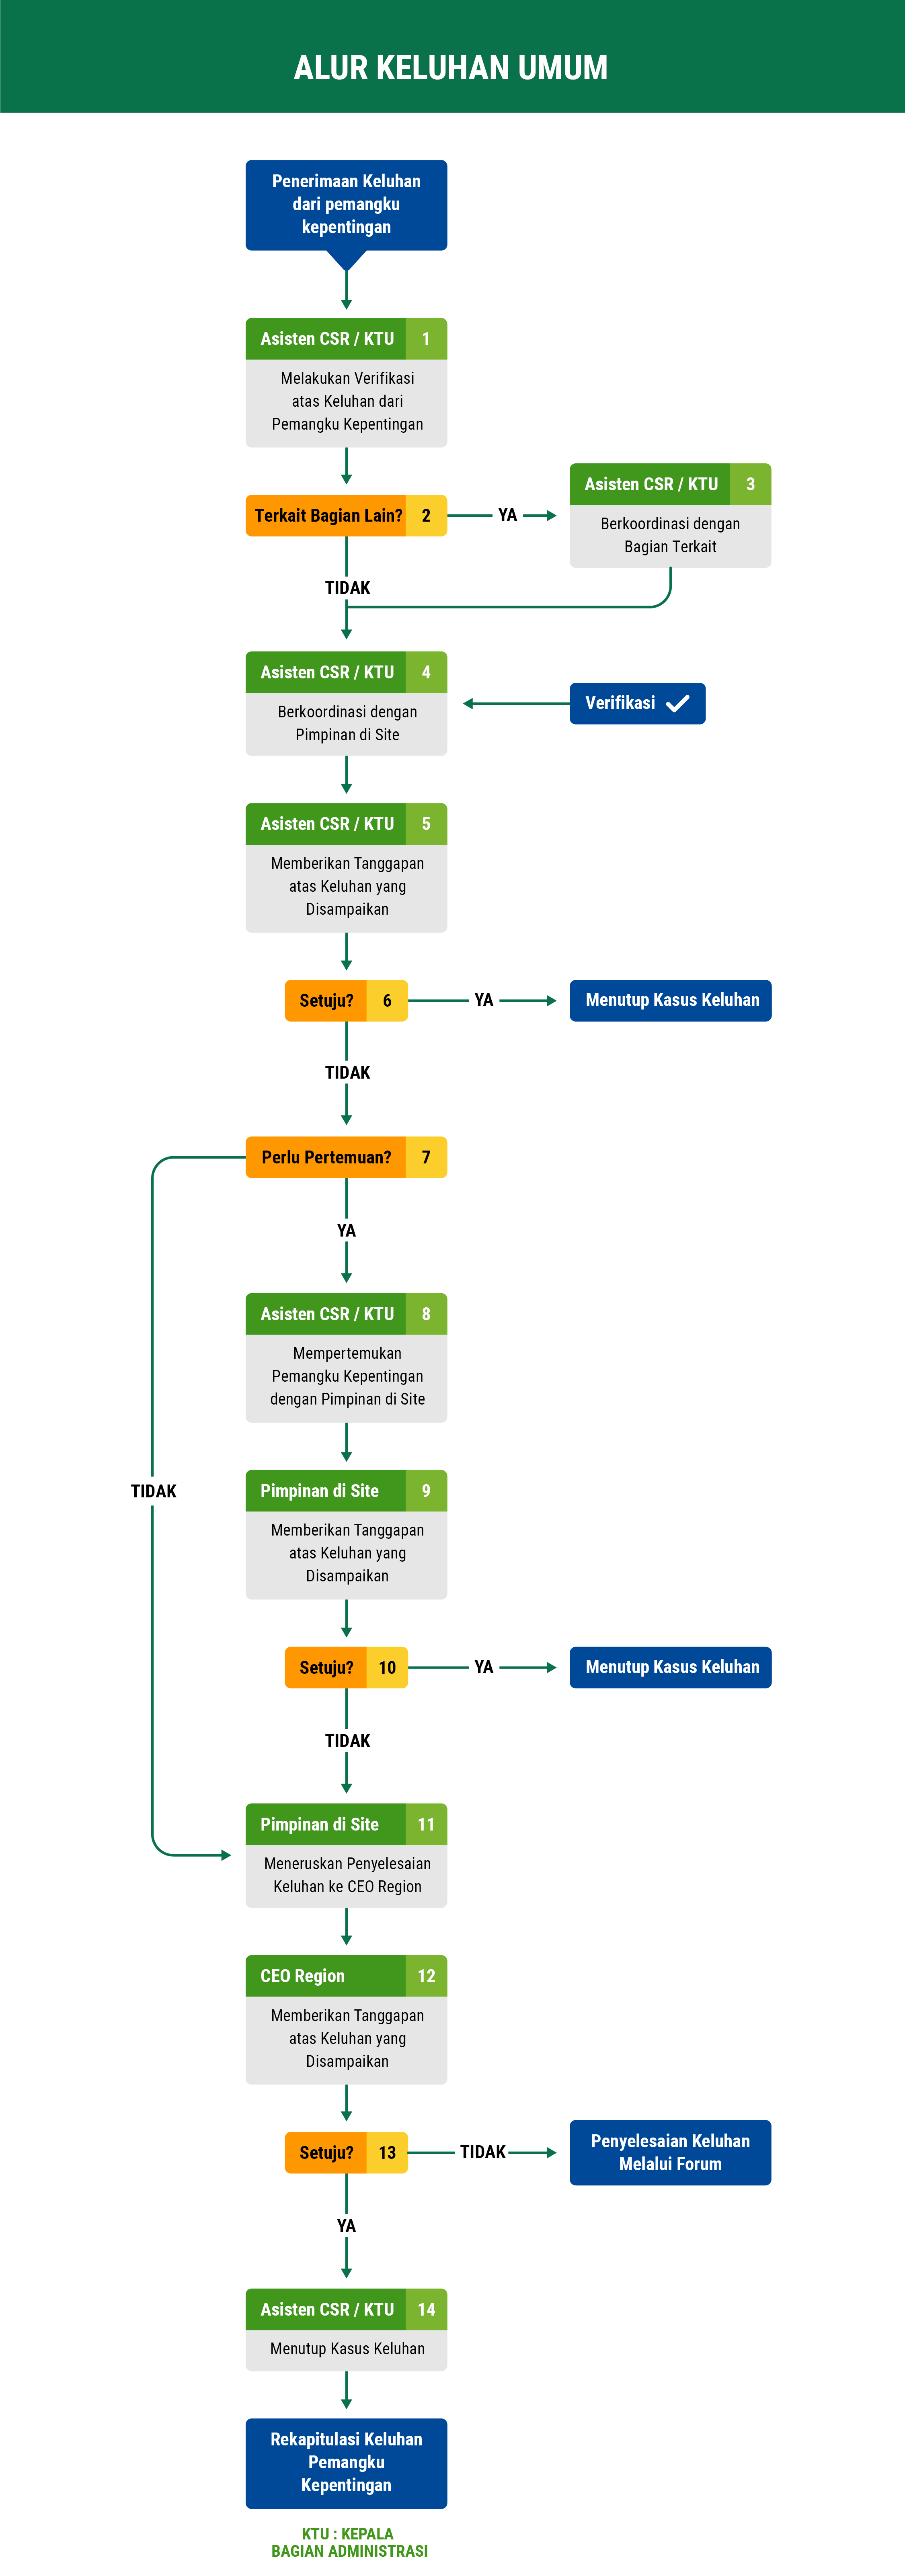 ALUR KELUHAN UMUM
Penerimaan Keluhan
dari pemangku
kepentingan
Asisten CSR / KTU 1
Melakukan Verifikasi
atas Keluhan dari
Pemangku Kepentingan
Terkait Bagian Lain? 2
YA
Asisten CSR / KTU 3
Berkoordinasi dengan
Bagian Terkait
TIDAK
Asisten CSR / KTU 4
Berkoordinasi dengan
Pimpinan di Site
Verifikasi
Asisten CSR / KTU 5
Memberikan Tanggapan
atas Keluhan yang
Disampaikan
Setuju? 6
YA
Menutup Kasus Keluhan
TIDAK
Perlu Pertemuan? 7
YA
Asisten CSR / KTU 8
Mempertemukan
Pemangku Kepentingan
dengan Pimpinan di Site
TIDAK
Pimpinan di Site 9
Memberikan Tanggapan
atas Keluhan yang
Disampaikan
Setuju? 10
YA
Menutup Kasus Keluhan
TIDAK
Pimpinan di Site 11
Meneruskan Penyelesaian
Keluhan ke CEO Region
CEO Region 12
Memberikan Tanggapan
atas Keluhan yang
Disampaikan
Setuju? 13
TIDAK
Penyelesaian Keluhan
Melalui Forum
YA
Asisten CSR / KTU 14
Menutup Kasus Keluhan
Rekapitulasi Keluhan
Pemangku
Kepentingan
KTU : KEPALA
BAGIAN ADMINISTRASI